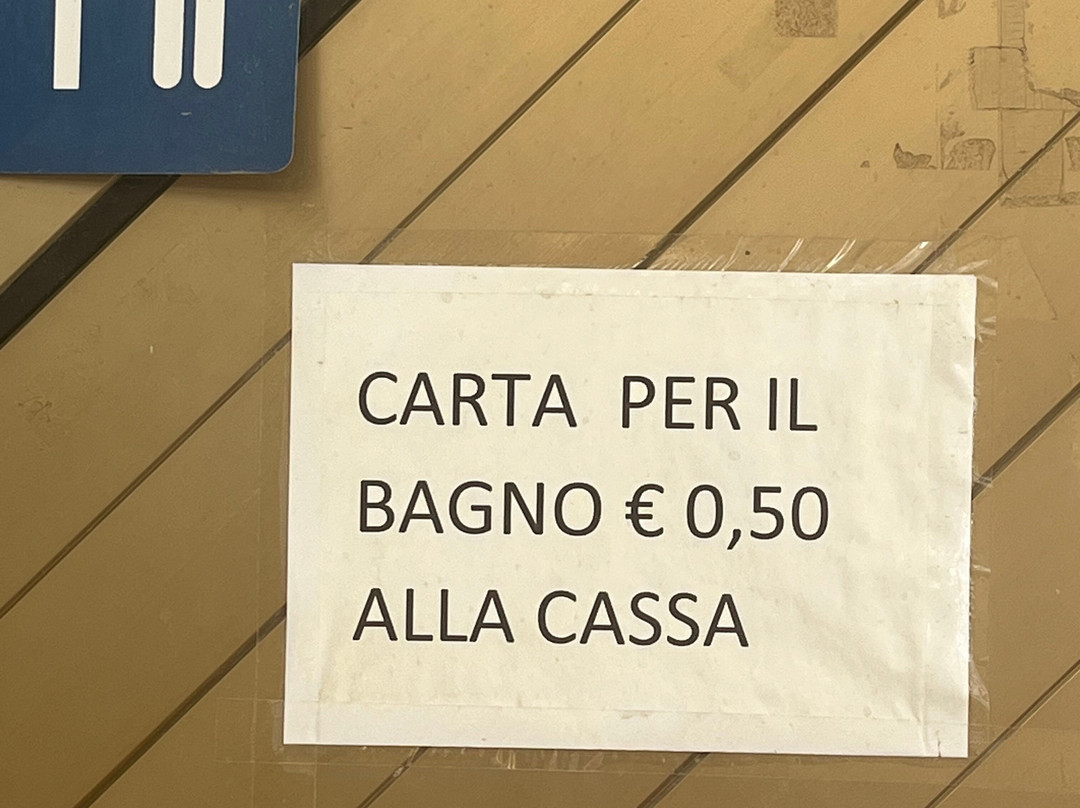 CARTA PER IL
BAGNO € 0,50
ALLA CASSA